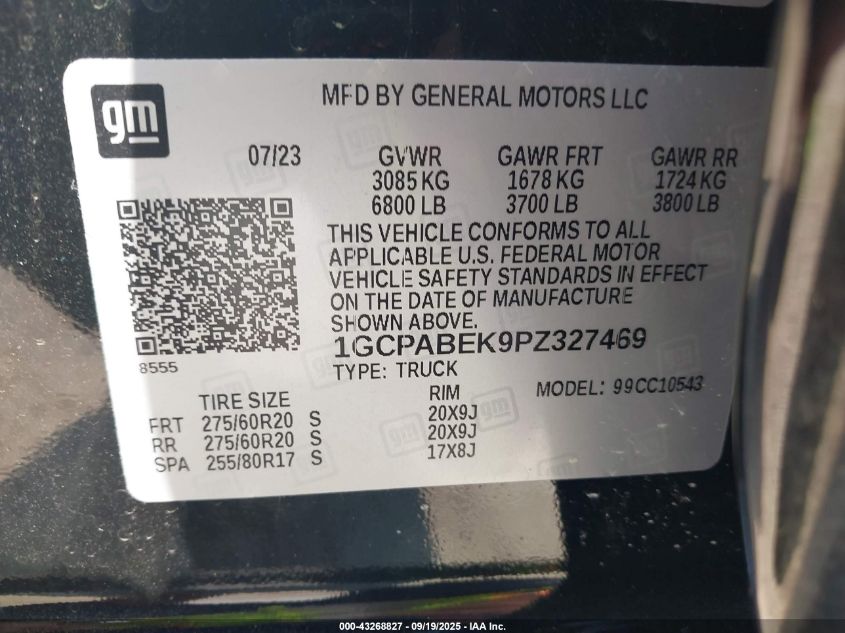 gm
MFD BY GENERAL MOTORS LLC
07/23 GVWR GAWR FRT GAWR RR
3085 KG 1678 KG 1724 KG
6800 LB 3700 LB 3800 LB
THIS VEHICLE CONFORMS TO ALL
APPLICABLE U.S. FEDERAL MOTOR
VEHICLE SAFETY STANDARDS IN EFFECT
ON THE DATE OF MANUFACTURE
SHOWN ABOVE.
1GCPABEK9PZ327469
8555
TYPE: TRUCK
MODEL: 99CC10543
TIRE SIZE RIM
FRT 275/60R20 S 20X9J
RR 275/60R20 S 20X9J
SPA 255/80R17 S 17X8J
000-43268827 - 09/19/2025 - IAA Inc.